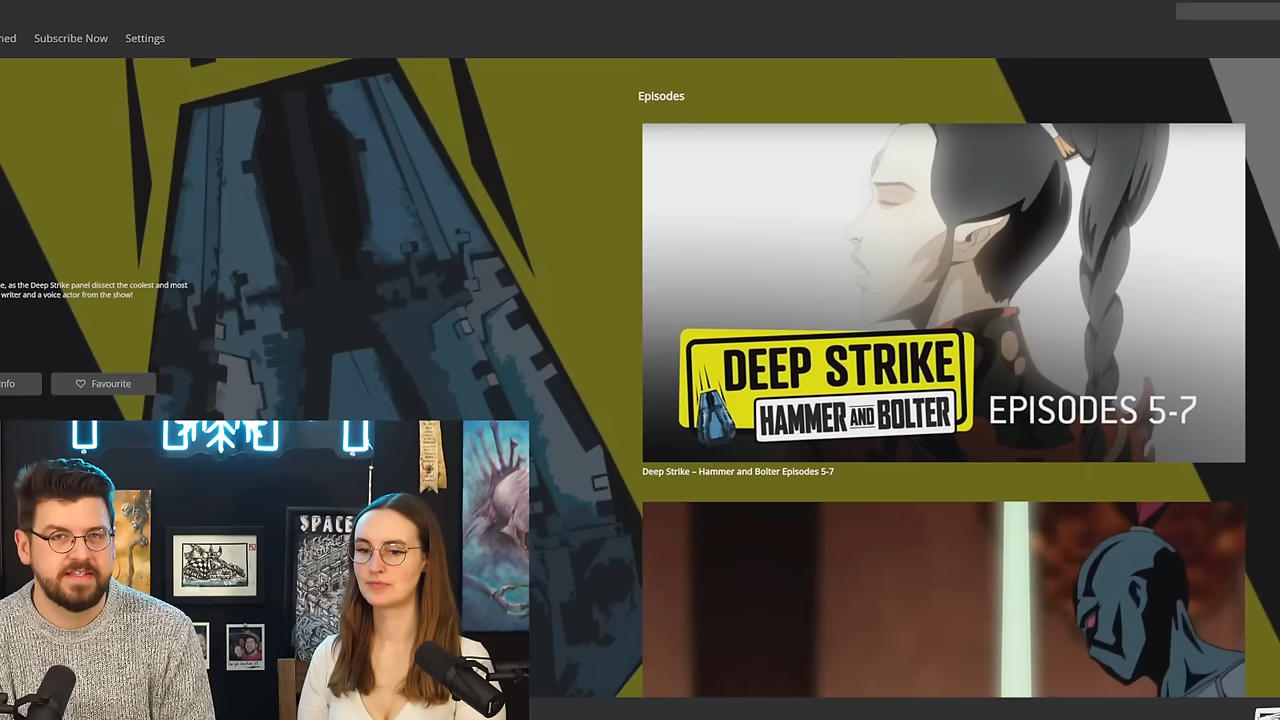 Subscribe Now
Settings
Episodes
as the Deep Strike panel dissect the coolest and most
writer and a voice actor from the show!
Favourite
DEEP STRIKE
HAMMER AND BOLTER
EPISODES 5-7
Deep Strike – Hammer and Bolter Episodes 5-7
SPACE